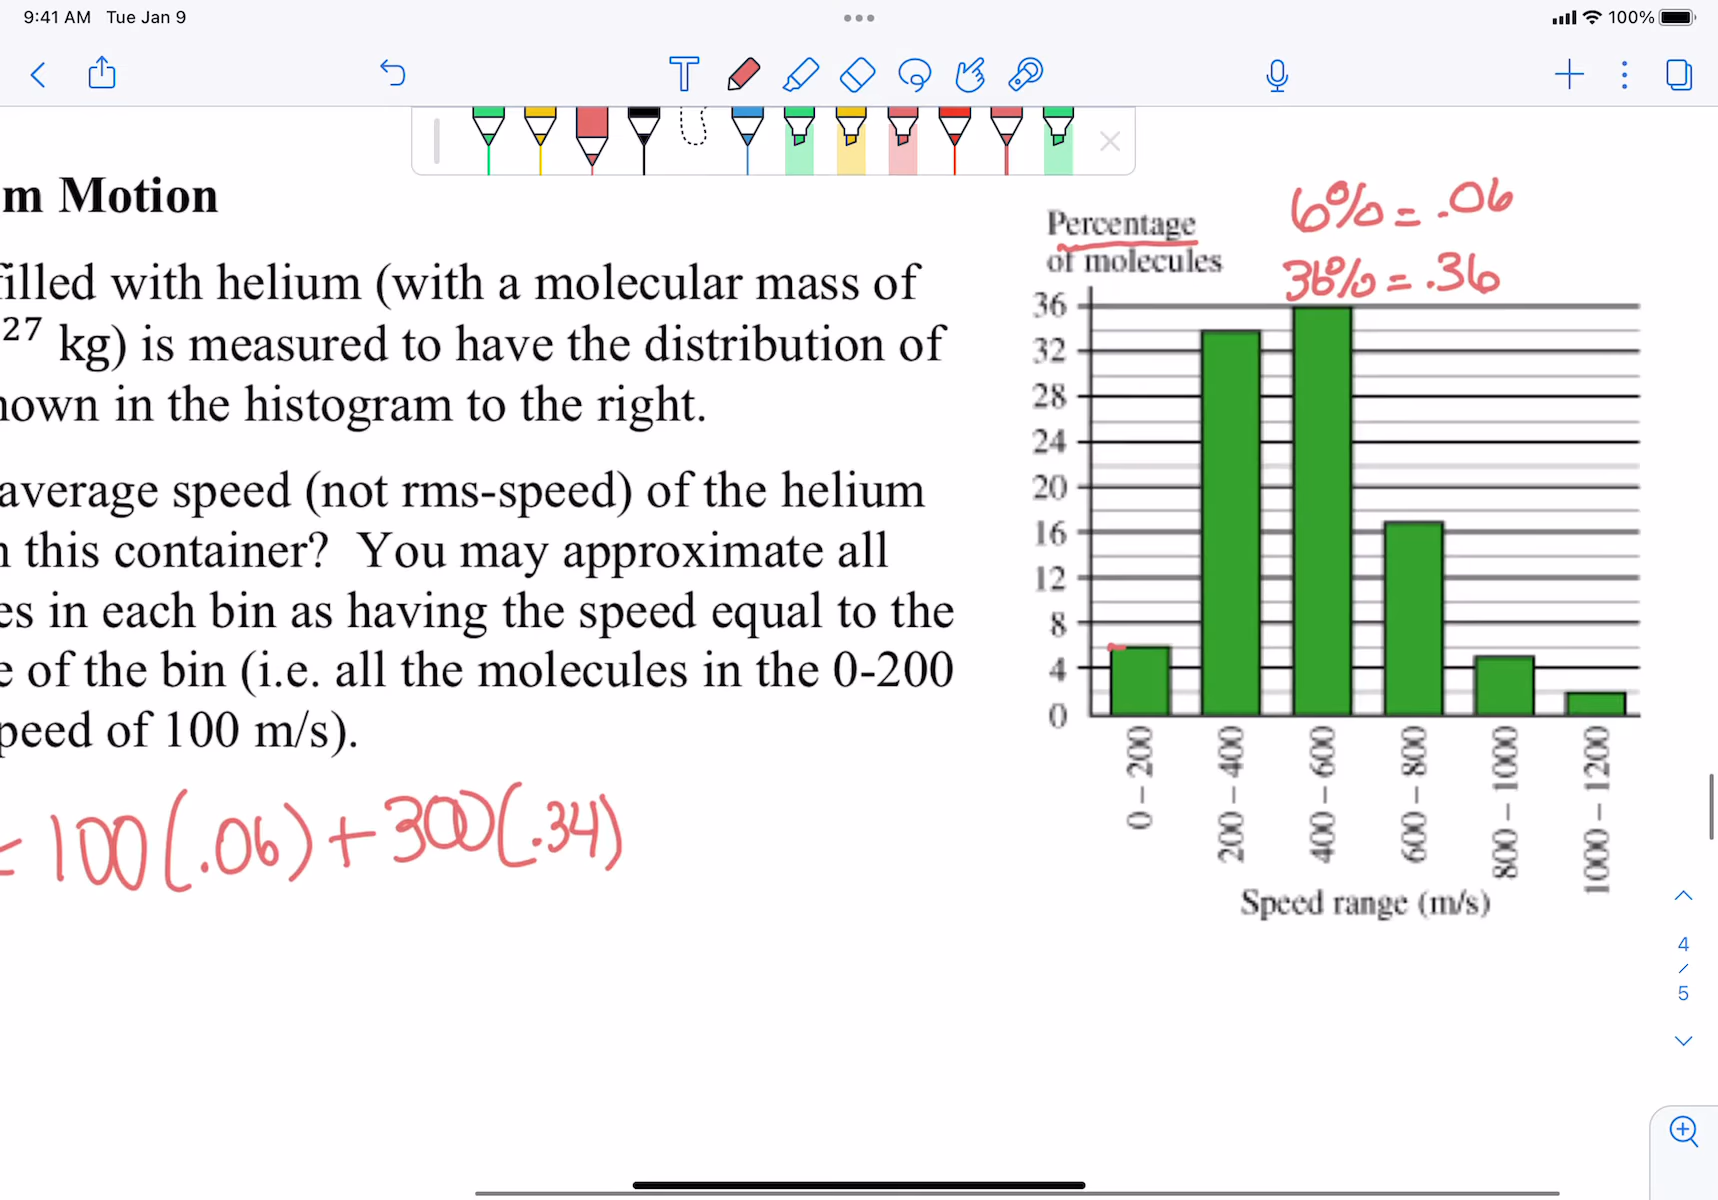 9:41 AM Tue Jan 9
100%
m Motion
filled with helium (with a molecular mass of
27 kg) is measured to have the distribution of
nown in the histogram to the right.
average speed (not rms-speed) of the helium
n this container? You may approximate all
es in each bin as having the speed equal to the
e of the bin (i.e. all the molecules in the 0-200
peed of 100 m/s).
= 100(.06)+300(.34)
6% = .06
36% = .36
Percentage
of molecules
36
32
28
24
20
16
12
8
4
0
0 – 200
200 – 400
400 – 600
600 – 800
800 – 1000
1000 – 1200
Speed range (m/s)
4
/
5